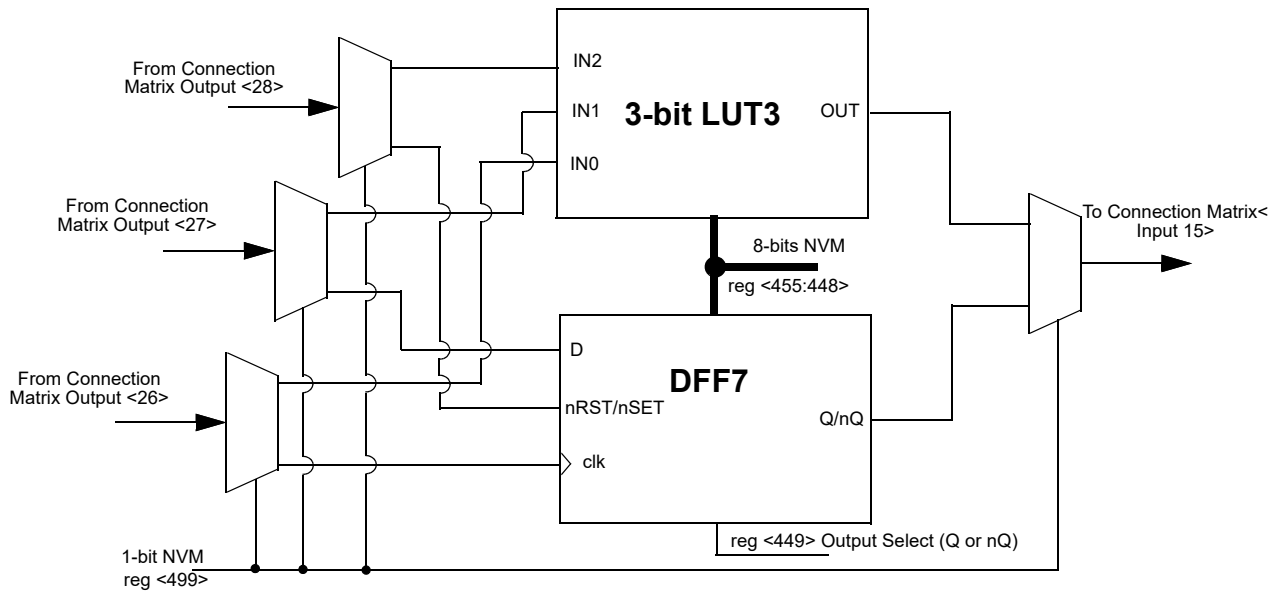 From Connection
Matrix Output <28>
IN2
IN1
3-bit LUT3
OUT
IN0
From Connection
Matrix Output <27>
To Connection Matrix<
Input 15>
8-bits NVM
reg <455:448>
D
DFF7
From Connection
Matrix Output <26>
nRST/nSET
Q/nQ
clk
reg <449> Output Select (Q or nQ)
1-bit NVM
reg <499>